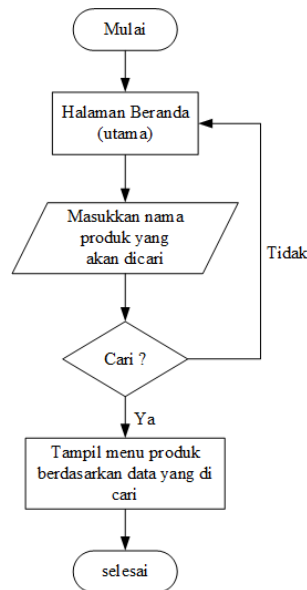 Mulai
Halaman Beranda
(utama)
Masukkan nama
produk yang
akan dicari
Tidak
Cari ?
Ya
Tampil menu produk
berdasarkan data yang di
cari
selesai